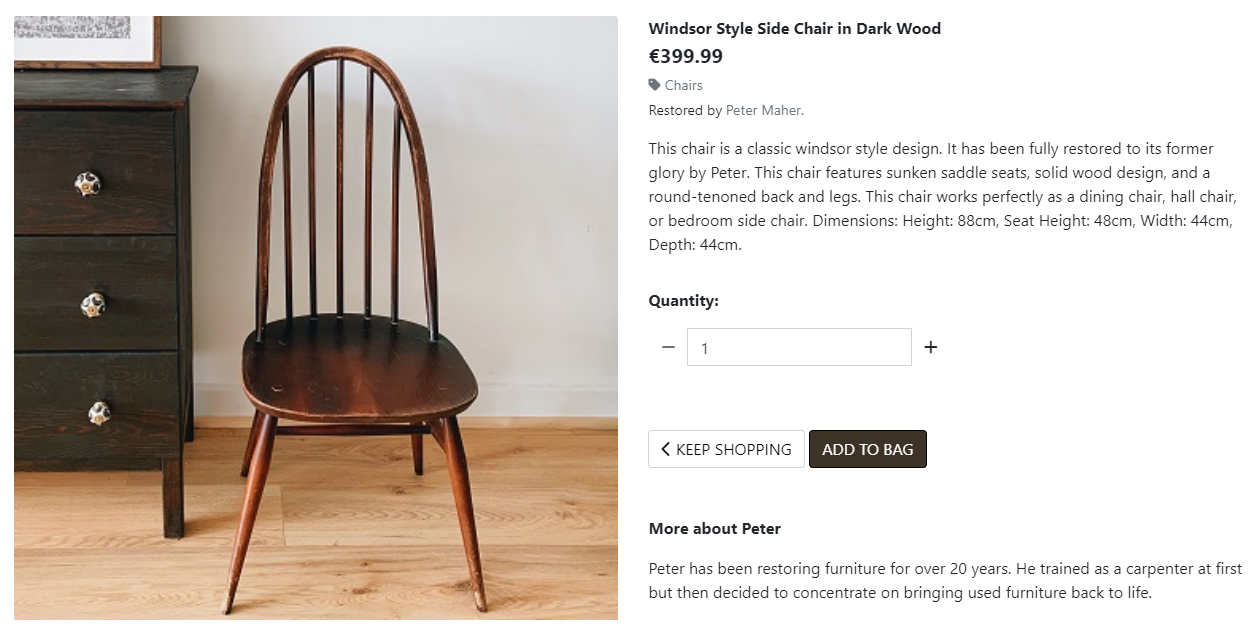 Windsor Style Side Chair in Dark Wood
€399.99
Chairs
Restored by Peter Maher.
This chair is a classic windsor style design. It has been fully restored to its former
glory by Peter. This chair features sunken saddle seats, solid wood design, and a
round-tenoned back and legs. This chair works perfectly as a dining chair, hall chair,
or bedroom side chair. Dimensions: Height: 88cm, Seat Height: 48cm, Width: 44cm,
Depth: 44cm.
Quantity:
1
KEEP SHOPPING ADD TO BAG
More about Peter
Peter has been restoring furniture for over 20 years. He trained as a carpenter at first
but then decided to concentrate on bringing used furniture back to life.